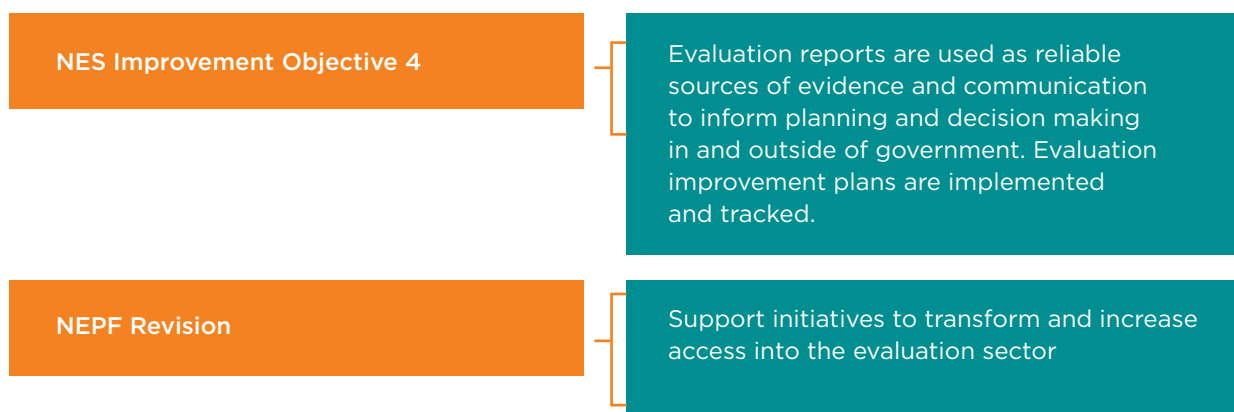 NES Improvement Objective 4
Evaluation reports are used as reliable
sources of evidence and communication
to inform planning and decision making
in and outside of government. Evaluation
improvement plans are implemented
and tracked.
NEPF Revision
Support initiatives to transform and increase
access into the evaluation sector